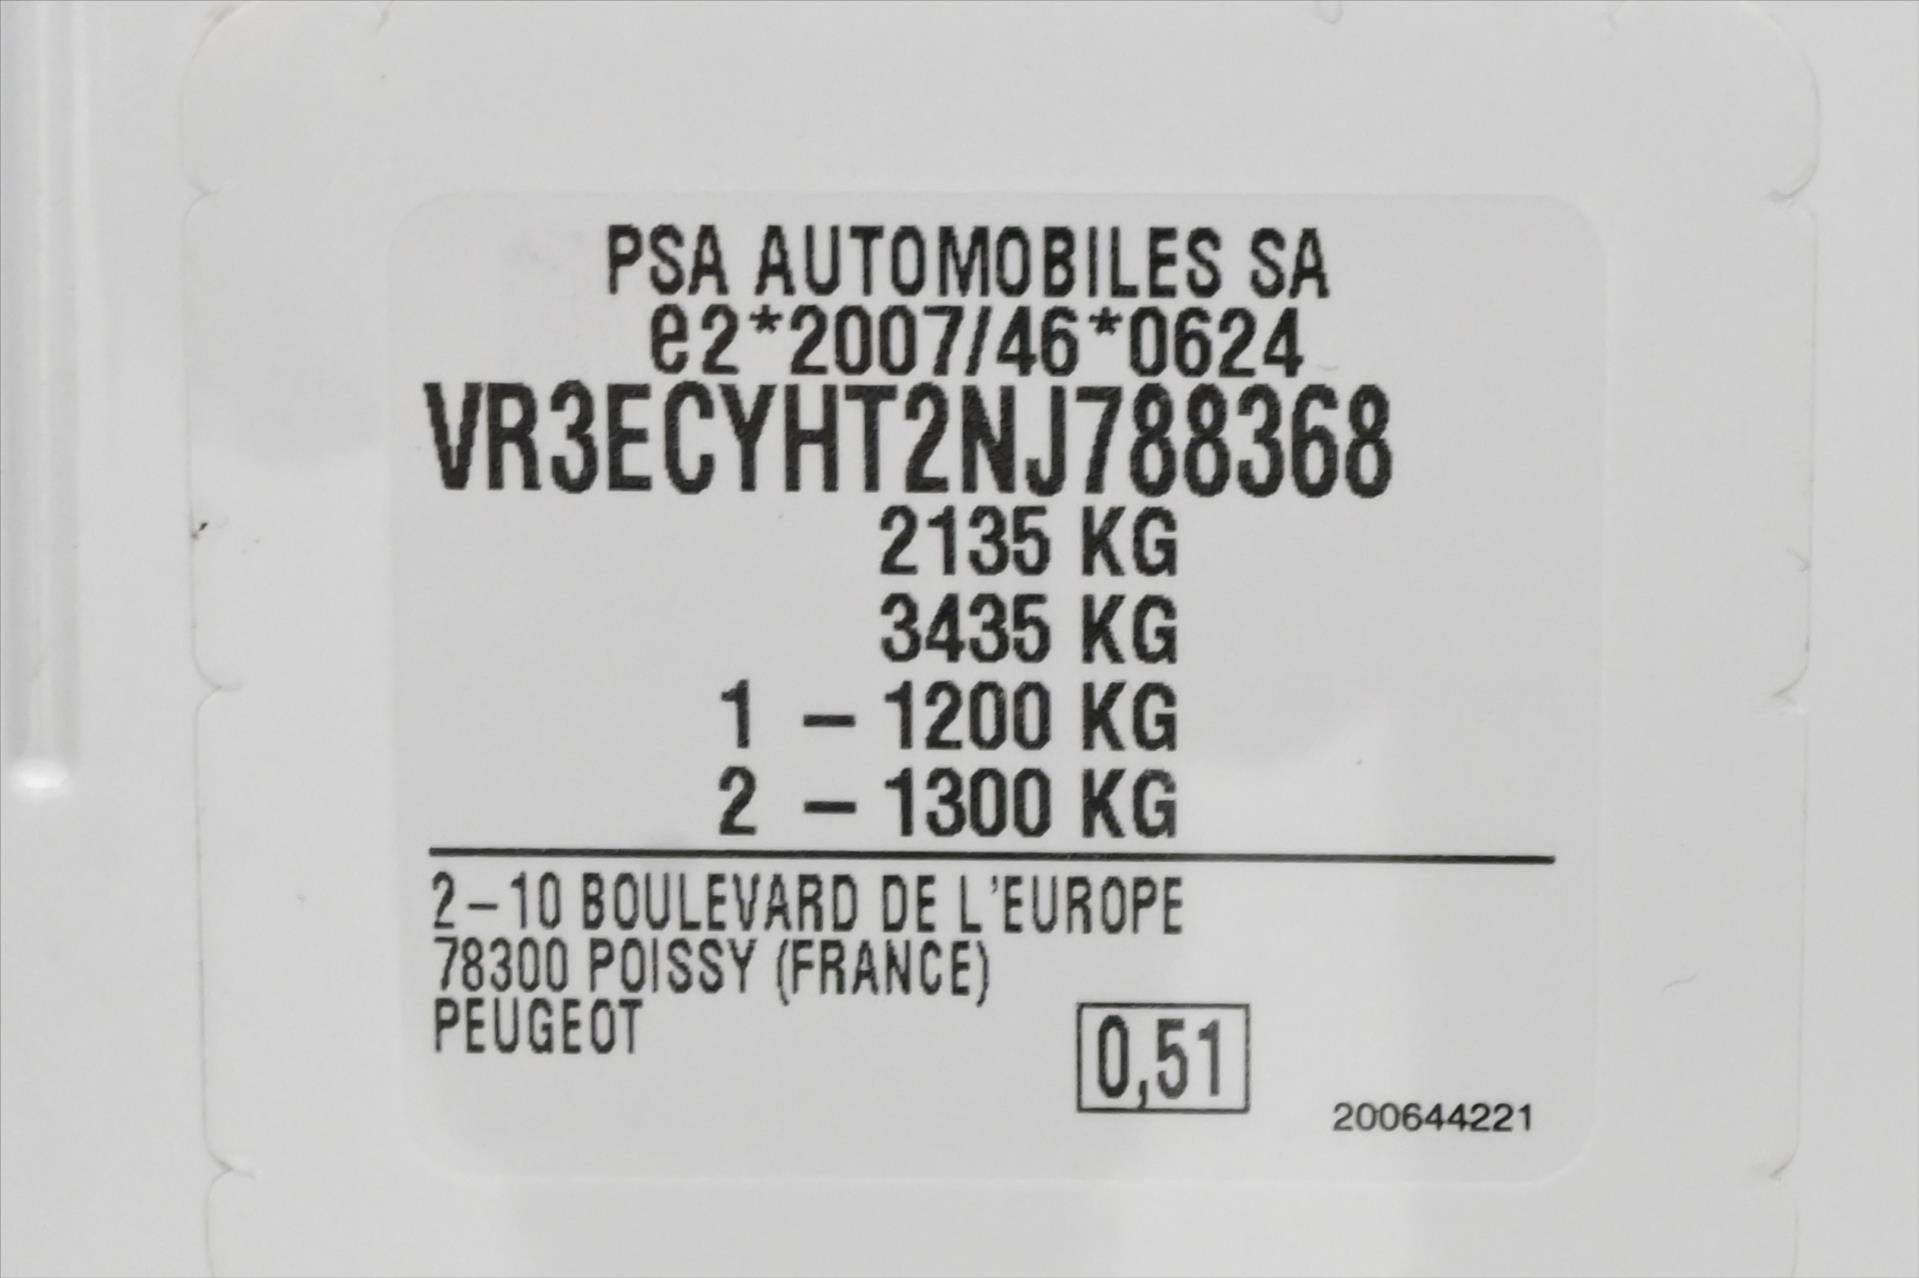 PSA AUTOMOBILES SA
e2*2007/46*0624
VR3ECYHT2NJ788368
2135 KG
3435 KG
1 – 1200 KG
2 – 1300 KG
2–10 BOULEVARD DE L'EUROPE
78300 POISSY (FRANCE)
PEUGEOT
0,51
200644221